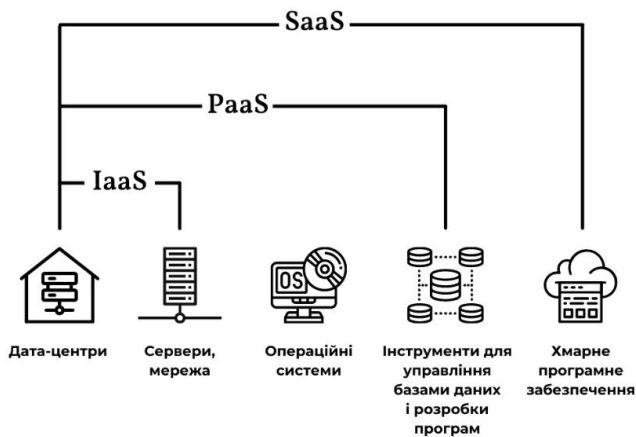 SaaS
PaaS
IaaS
OS
Дата-центри
Сервери,
мережа
Операційні
системи
Інструменти для
управління
базами даних
і розробки
програм
Хмарне
програмне
забезпечення